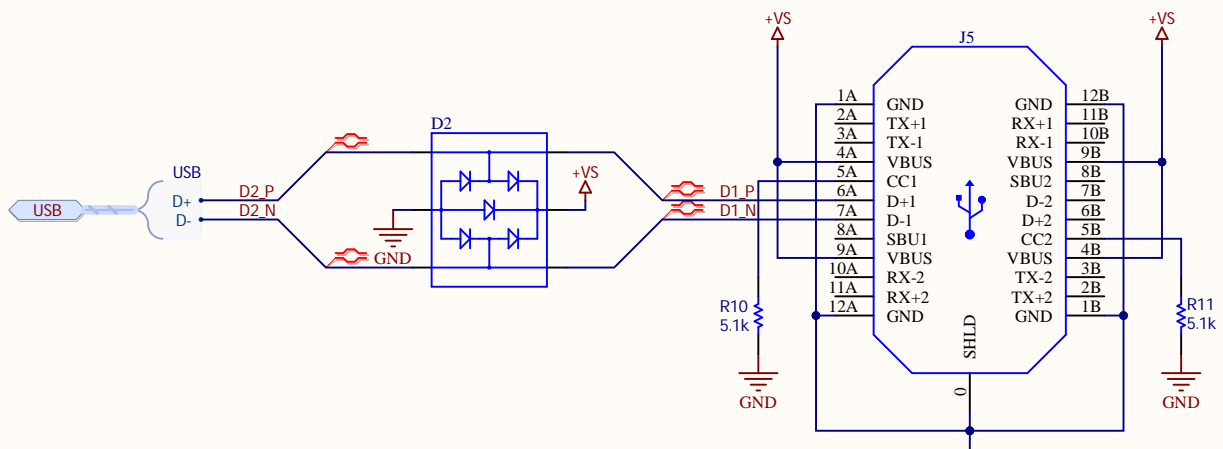 +VS
+VS
J5
1A
GND
GND
12B
2A
TX+1
RX+1
11B
3A
TX-1
RX-1
10B
D2
4A
VBUS
VBUS
9B
+VS
5A
CC1
SBU2
8B
USB
D+
D2_P
D1_P
6A
D+1
D-2
7B
USB
D-
D2_N
D1_N
7A
D-1
D+2
6B
8A
SBU1
CC2
5B
GND
9A
VBUS
VBUS
4B
10A
RX-2
TX-2
3B
11A
RX+2
TX+2
2B
12A
GND
GND
1B
R10
5.1k
R11
5.1k
SHLD
0
GND
GND